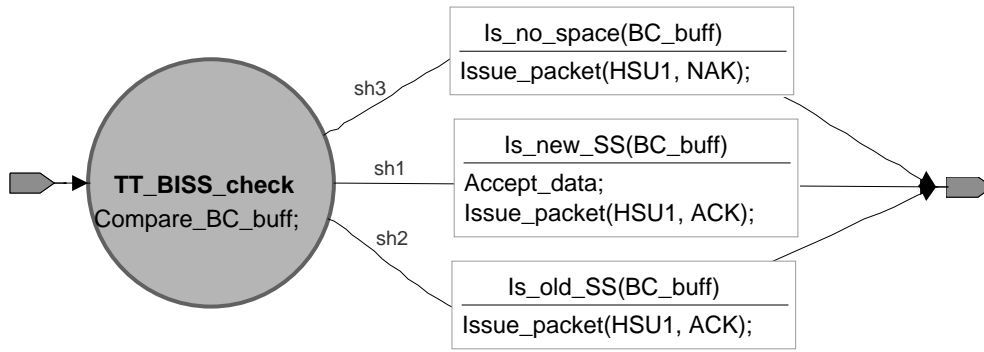 TT_BISS_check
Compare_BC_buff;
sh3
Is_no_space(BC_buff)
Issue_packet(HSU1, NAK);
sh1
Is_new_SS(BC_buff)
Accept_data;
Issue_packet(HSU1, ACK);
sh2
Is_old_SS(BC_buff)
Issue_packet(HSU1, ACK);